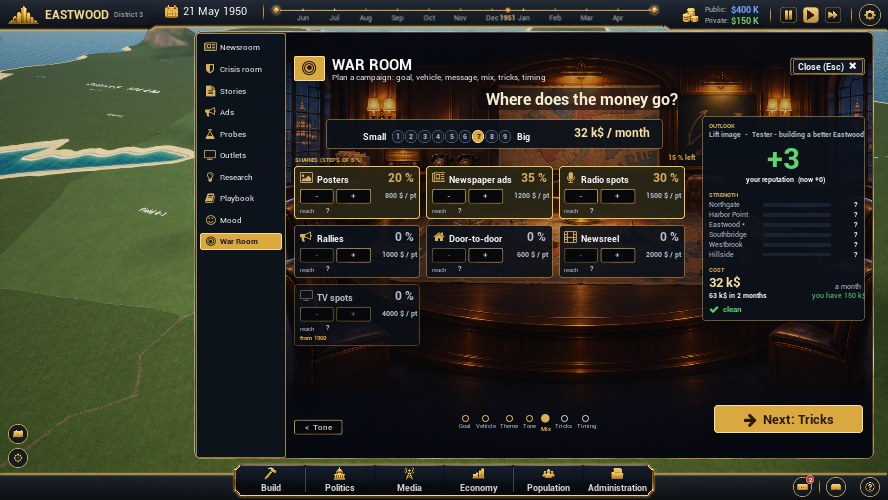 EASTWOOD District 3
21 May 1950
Jun Jul Aug Sep Oct Nov Dec 1951 Jan Feb Mar Apr
Public: $400 K
Private: $150 K
Newsroom
Crisis room
Stories
Ads
Probes
Outlets
Research
Playbook
Mood
War Room
WAR ROOM
Plan a campaign: goal, vehicle, message, mix, tricks, timing
Close (Esc) ✖
Where does the money go?
Small 1 2 3 4 5 6 7 8 9 Big
32 k$ / month
SHARES (STEPS OF 5 %)
15 % left
Posters 20 %
- + 800 $ / pt
reach ?
Newspaper ads 35 %
- + 1200 $ / pt
reach ?
Radio spots 30 %
- + 1500 $ / pt
reach ?
Rallies 0 %
- + 1000 $ / pt
reach ?
Door-to-door 0 %
- + 600 $ / pt
reach ?
Newsreel 0 %
- + 2000 $ / pt
reach ?
TV spots 0 %
- + 4000 $ / pt
reach ?
from 1960
OUTLOOK
Lift image - Tester - building a better Eastwood
+3
your reputation (now +0)
STRENGTH
Northgate ?
Harbor Point ?
Eastwood • ?
Southbridge ?
Westbrook ?
Hillside ?
COST
32 k$ a month
63 k$ in 2 months you have 150 k$
clean
< Tone
Goal Vehicle Theme Tone Mix Tricks Timing
Next: Tricks
Build
Politics
Media
Economy
Population
Administration